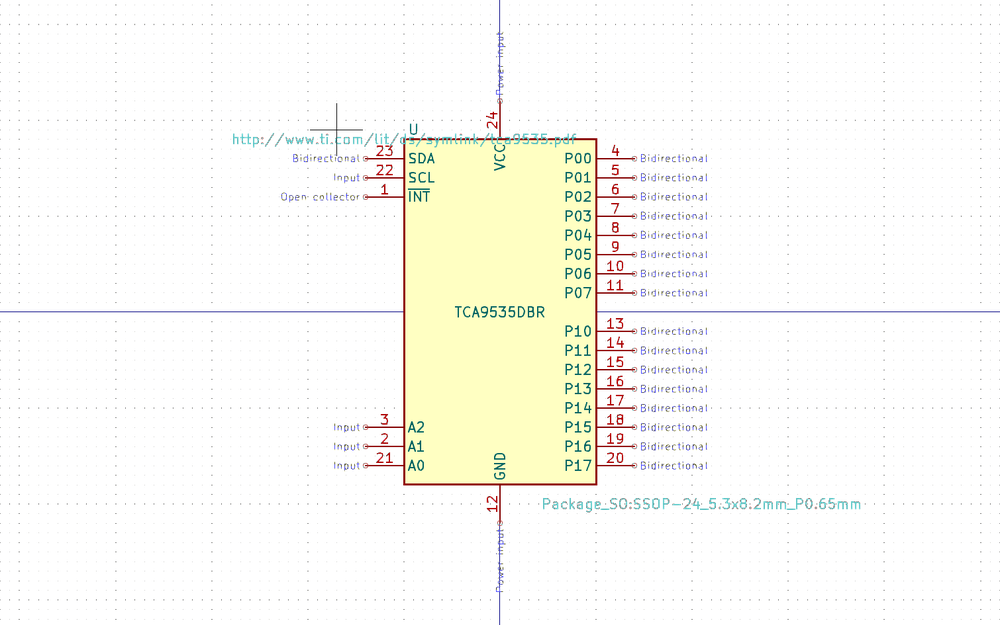 Power input
24
U
http://www.ti.com/lit/ds/symlink/tca9535.pdf
VCC
Bidirectional 23 SDA P00 4 Bidirectional
Input 22 SCL P01 5 Bidirectional
Open collector 1 INT P02 6 Bidirectional
P03 7 Bidirectional
P04 8 Bidirectional
P05 9 Bidirectional
P06 10 Bidirectional
P07 11 Bidirectional
TCA9535DBR
P10 13 Bidirectional
P11 14 Bidirectional
P12 15 Bidirectional
P13 16 Bidirectional
P14 17 Bidirectional
Input 3 A2 P15 18 Bidirectional
Input 2 A1 P16 19 Bidirectional
Input 21 A0 P17 20 Bidirectional
GND
12
Package_SO:SSOP-24_5.3x8.2mm_P0.65mm
Power input